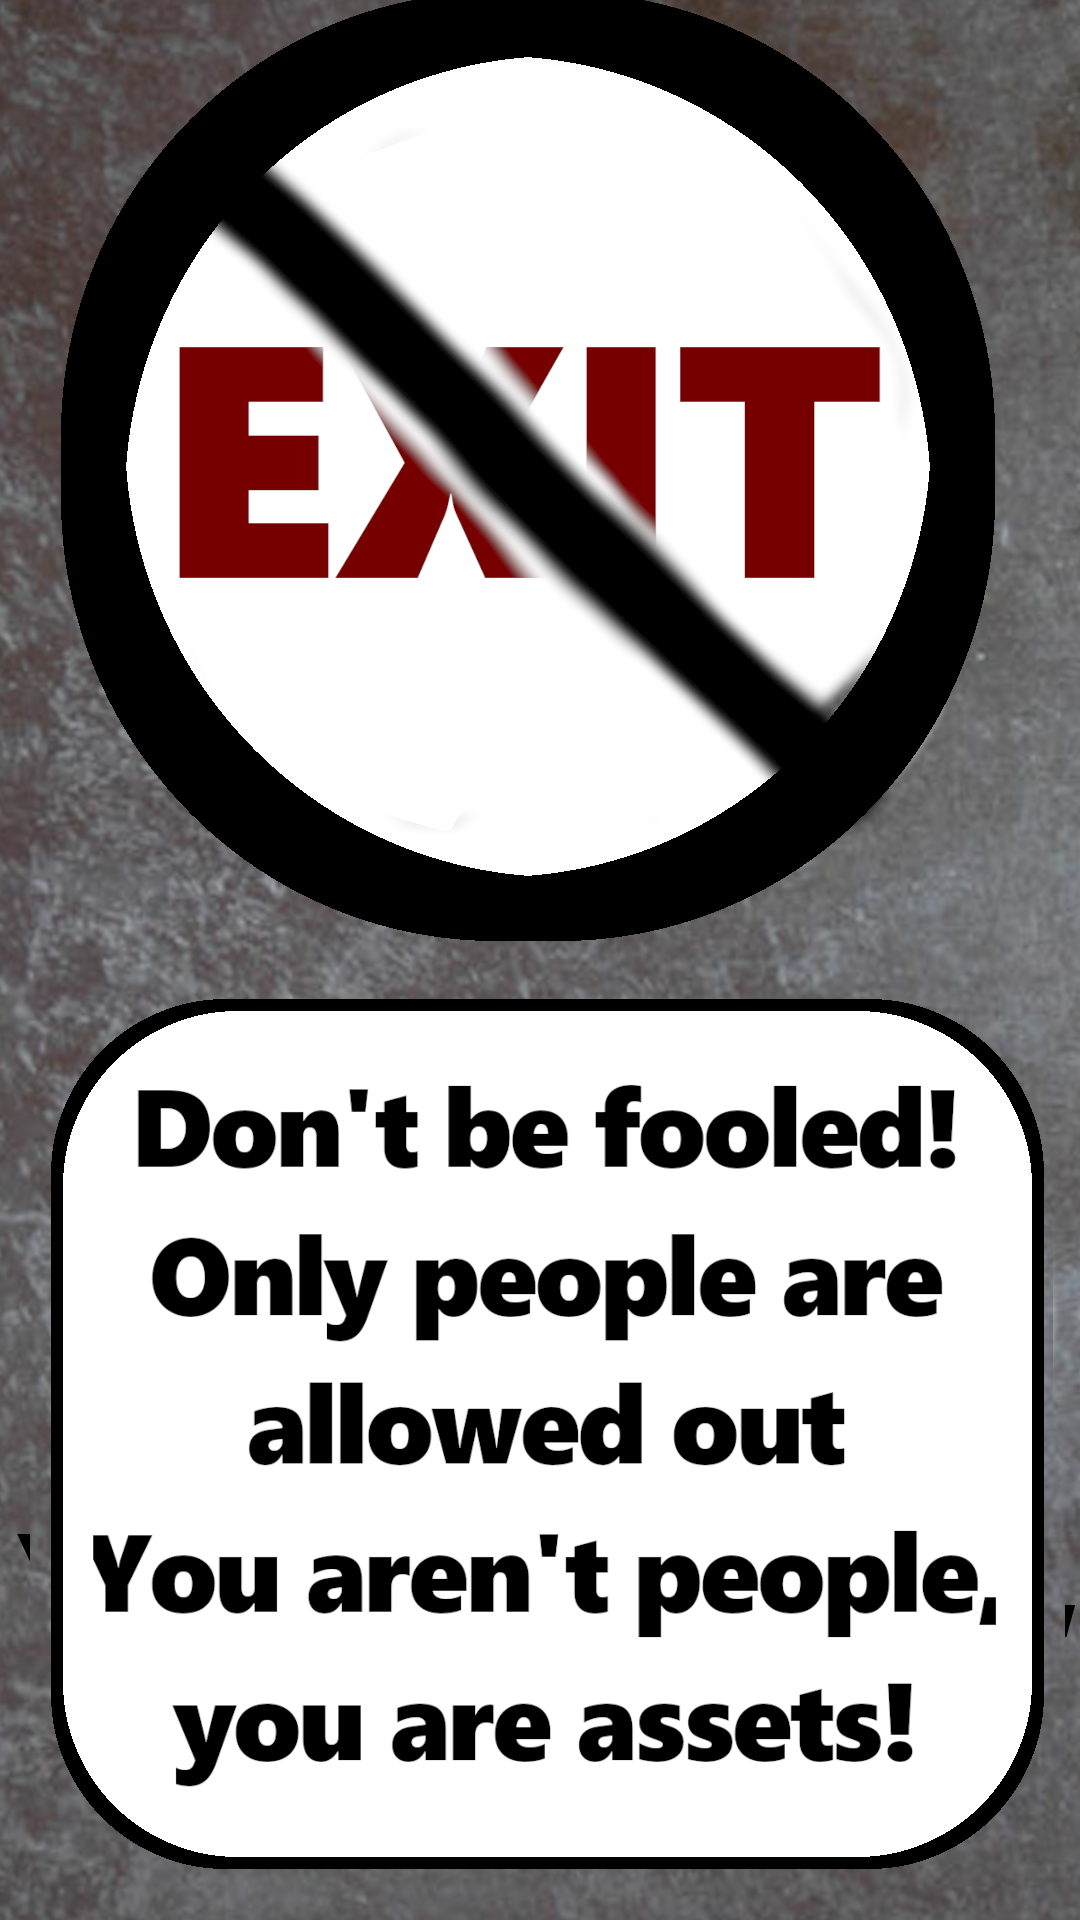 EXIT
Don't be fooled!
Only people are
allowed out
You aren't people,
you are assets!